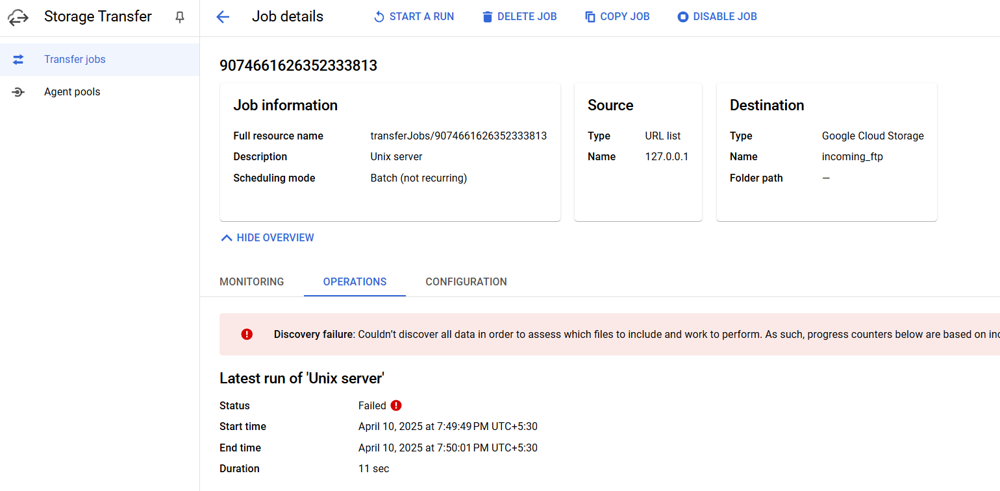 Storage Transfer
Job details
START A RUN
DELETE JOB
COPY JOB
DISABLE JOB
Transfer jobs
Agent pools
9074661626352333813
Job information
Full resource name transferJobs/9074661626352333813
Description Unix server
Scheduling mode Batch (not recurring)
Source
Type URL list
Name 127.0.0.1
Destination
Type Google Cloud Storage
Name incoming_ftp
Folder path —
HIDE OVERVIEW
MONITORING
OPERATIONS
CONFIGURATION
Discovery failure: Couldn’t discover all data in order to assess which files to include and work to perform. As such, progress counters below are based on
Latest run of 'Unix server'
Status Failed
Start time April 10, 2025 at 7:49:49 PM UTC+5:30
End time April 10, 2025 at 7:50:01 PM UTC+5:30
Duration 11 sec